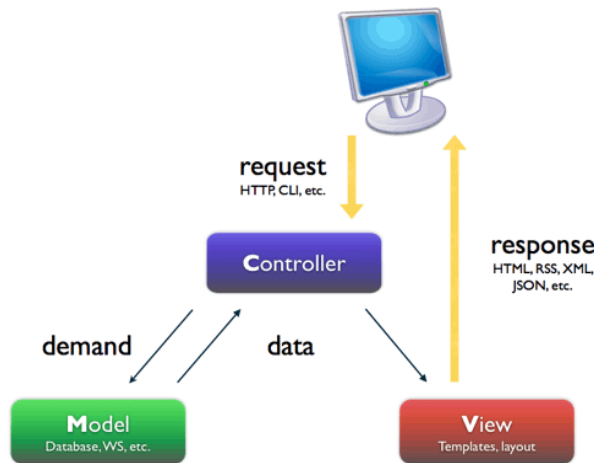 request
HTTP, CLI, etc.
response
HTML, RSS, XML,
JSON, etc.
Controller
demand
data
Model
Database, WS, etc.
View
Templates, layout